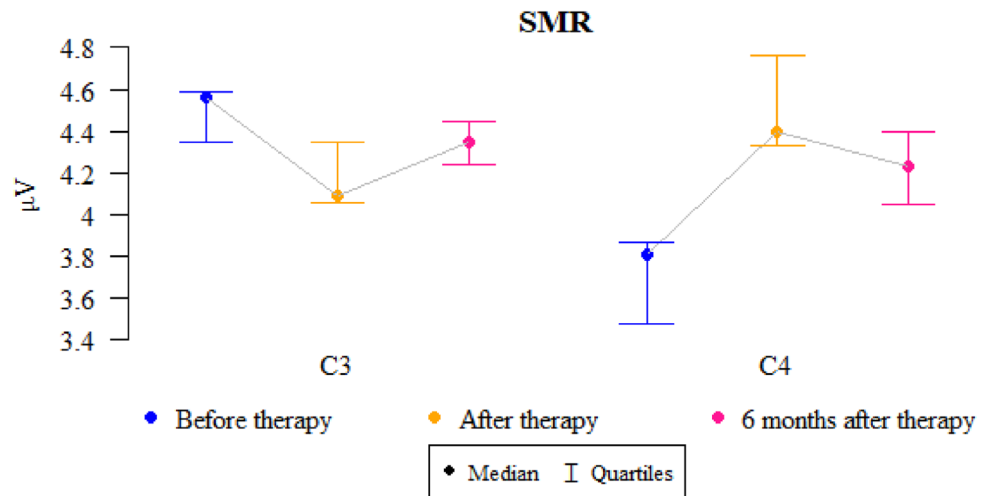 SMR
μV
4.8
4.6
4.4
4.2
4
3.8
3.6
3.4
C3 C4
Before therapy After therapy 6 months after therapy
Median Quartiles